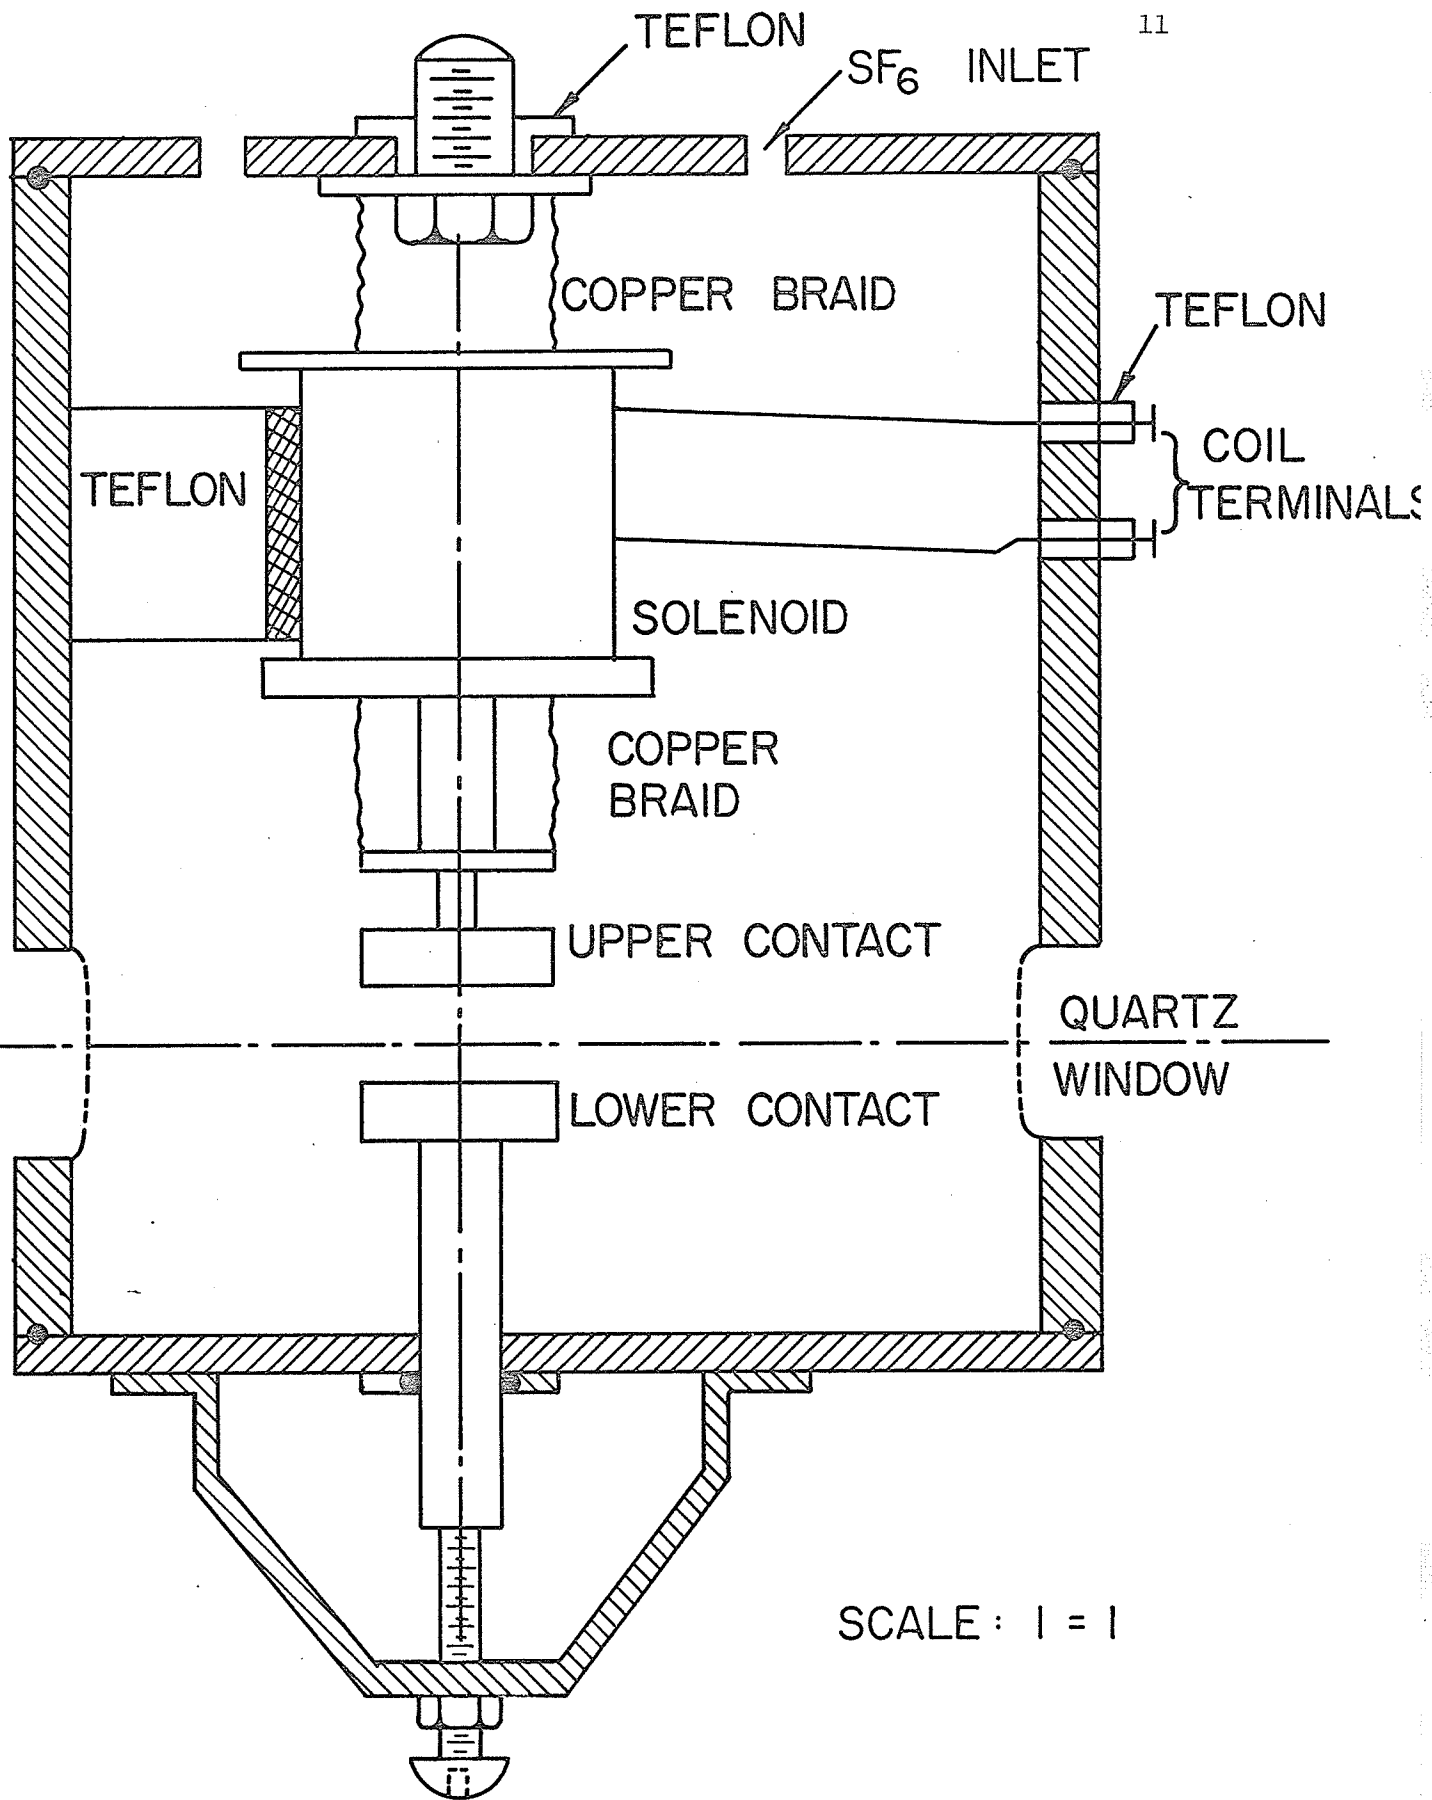 11
TEFLON
SF₆ INLET
COPPER BRAID
TEFLON
COIL
TERMINALS
TEFLON
SOLENOID
COPPER
BRAID
UPPER CONTACT
QUARTZ
WINDOW
LOWER CONTACT
SCALE: 1 = 1